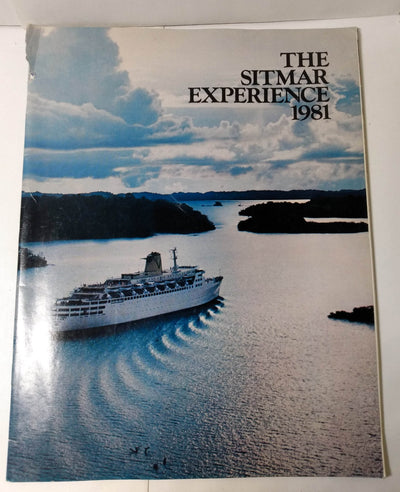 THE
SITMAR
EXPERIENCE
1981